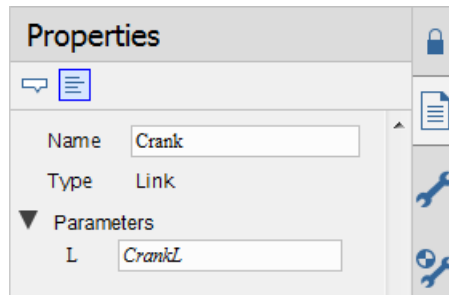 Properties
Name Crank
Type Link
Parameters
L CrankL